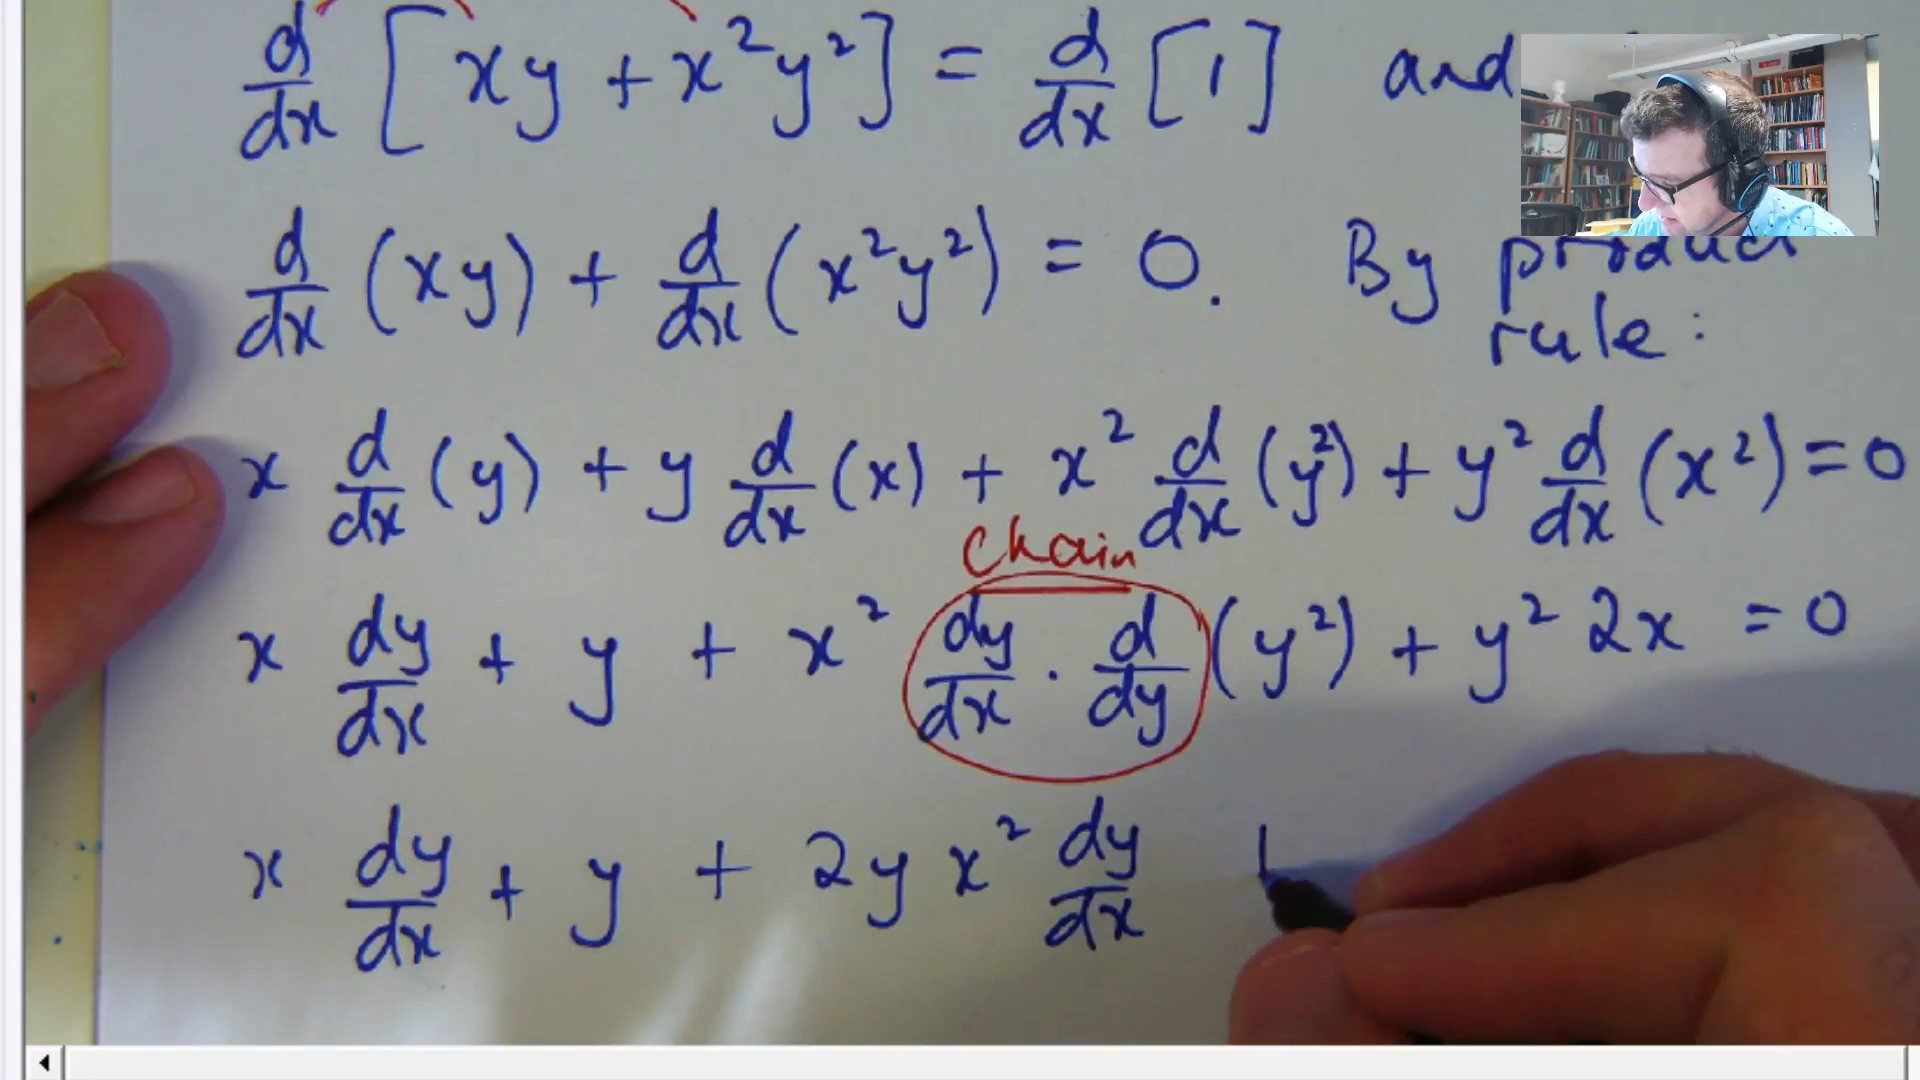 d/dx [xy + x²y²] = d/dx [1] and
d/dx (xy) + d/dx (x²y²) = 0. By product
rule:
x d/dx (y) + y d/dx (x) + x² d/dx (y²) + y² d/dx (x²) = 0
Chain
x dy/dx + y + x² dy/dx · d/dy (y²) + y² 2x = 0
x dy/dx + y + 2y x² dy/dx